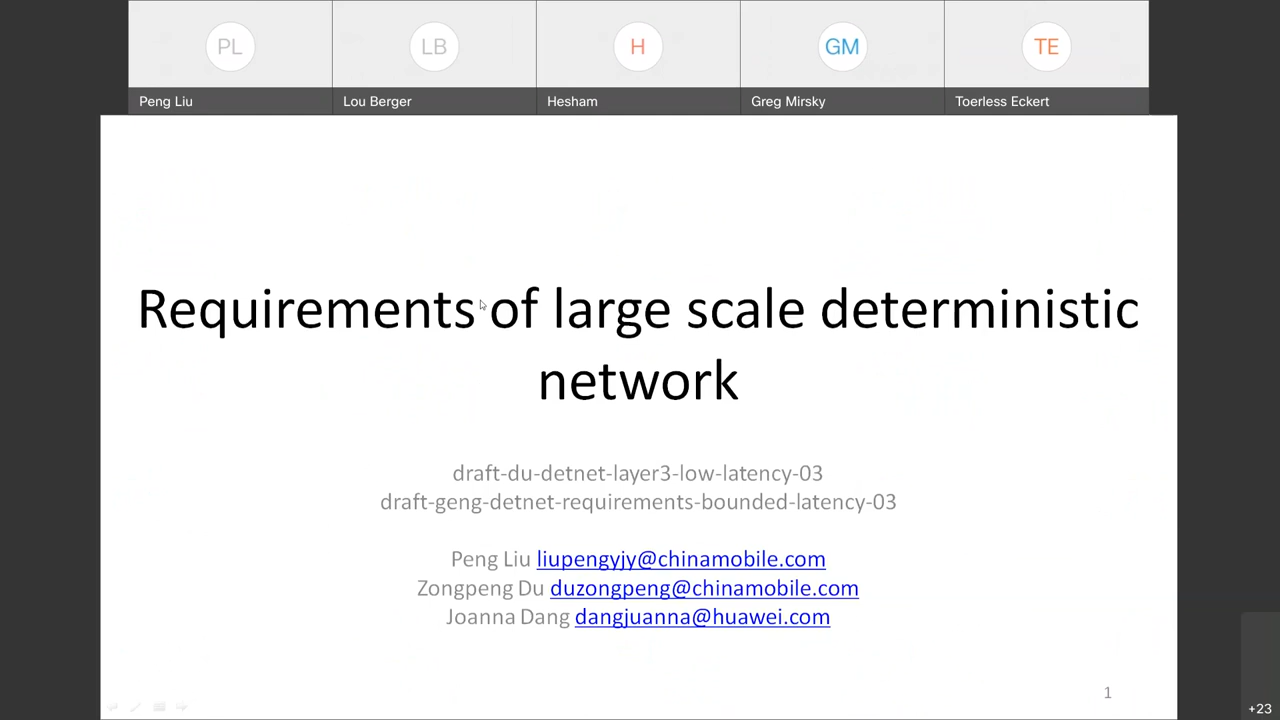 PL
LB
H
GM
TE
Peng Liu
Lou Berger
Hesham
Greg Mirsky
Toerless Eckert
Requirements of large scale deterministic
network
draft-du-detnet-layer3-low-latency-03
draft-geng-detnet-requirements-bounded-latency-03
Peng Liu liupengyjy@chinamobile.com
Zongpeng Du duzongpeng@chinamobile.com
Joanna Dang dangjuanna@huawei.com
1
+23